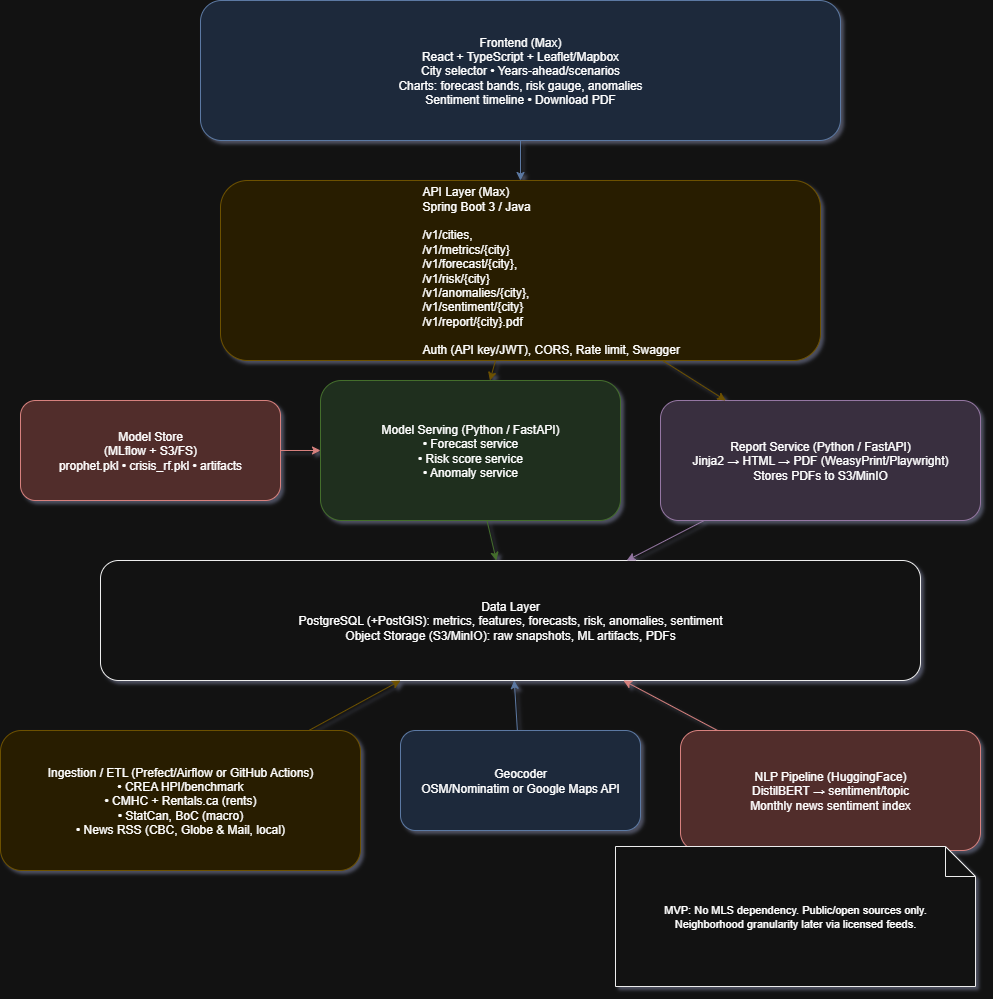 Frontend (Max)
React + TypeScript + Leaflet/Mapbox
City selector • Years-ahead/scenarios
Charts: forecast bands, risk gauge, anomalies
Sentiment timeline • Download PDF
API Layer (Max)
Spring Boot 3 / Java
/v1/cities,
/v1/metrics/{city}
/v1/forecast/{city},
/v1/risk/{city}
/v1/anomalies/{city},
/v1/sentiment/{city}
/v1/report/{city}.pdf
Auth (API key/JWT), CORS, Rate limit, Swagger
Model Store
(MLflow + S3/FS)
prophet.pkl • crisis_rf.pkl • artifacts
Model Serving (Python / FastAPI)
• Forecast service
• Risk score service
• Anomaly service
Report Service (Python / FastAPI)
Jinja2 → HTML → PDF (WeasyPrint/Playwright)
Stores PDFs to S3/MinIO
Data Layer
PostgreSQL (+PostGIS): metrics, features, forecasts, risk, anomalies, sentiment
Object Storage (S3/MinIO): raw snapshots, ML artifacts, PDFs
Ingestion / ETL (Prefect/Airflow or GitHub Actions)
• CREA HPI/benchmark
• CMHC + Rentals.ca (rents)
• StatCan, BoC (macro)
• News RSS (CBC, Globe & Mail, local)
Geocoder
OSM/Nominatim or Google Maps API
NLP Pipeline (HuggingFace)
DistilBERT → sentiment/topic
Monthly news sentiment index
MVP: No MLS dependency. Public/open sources only.
Neighborhood granularity later via licensed feeds.